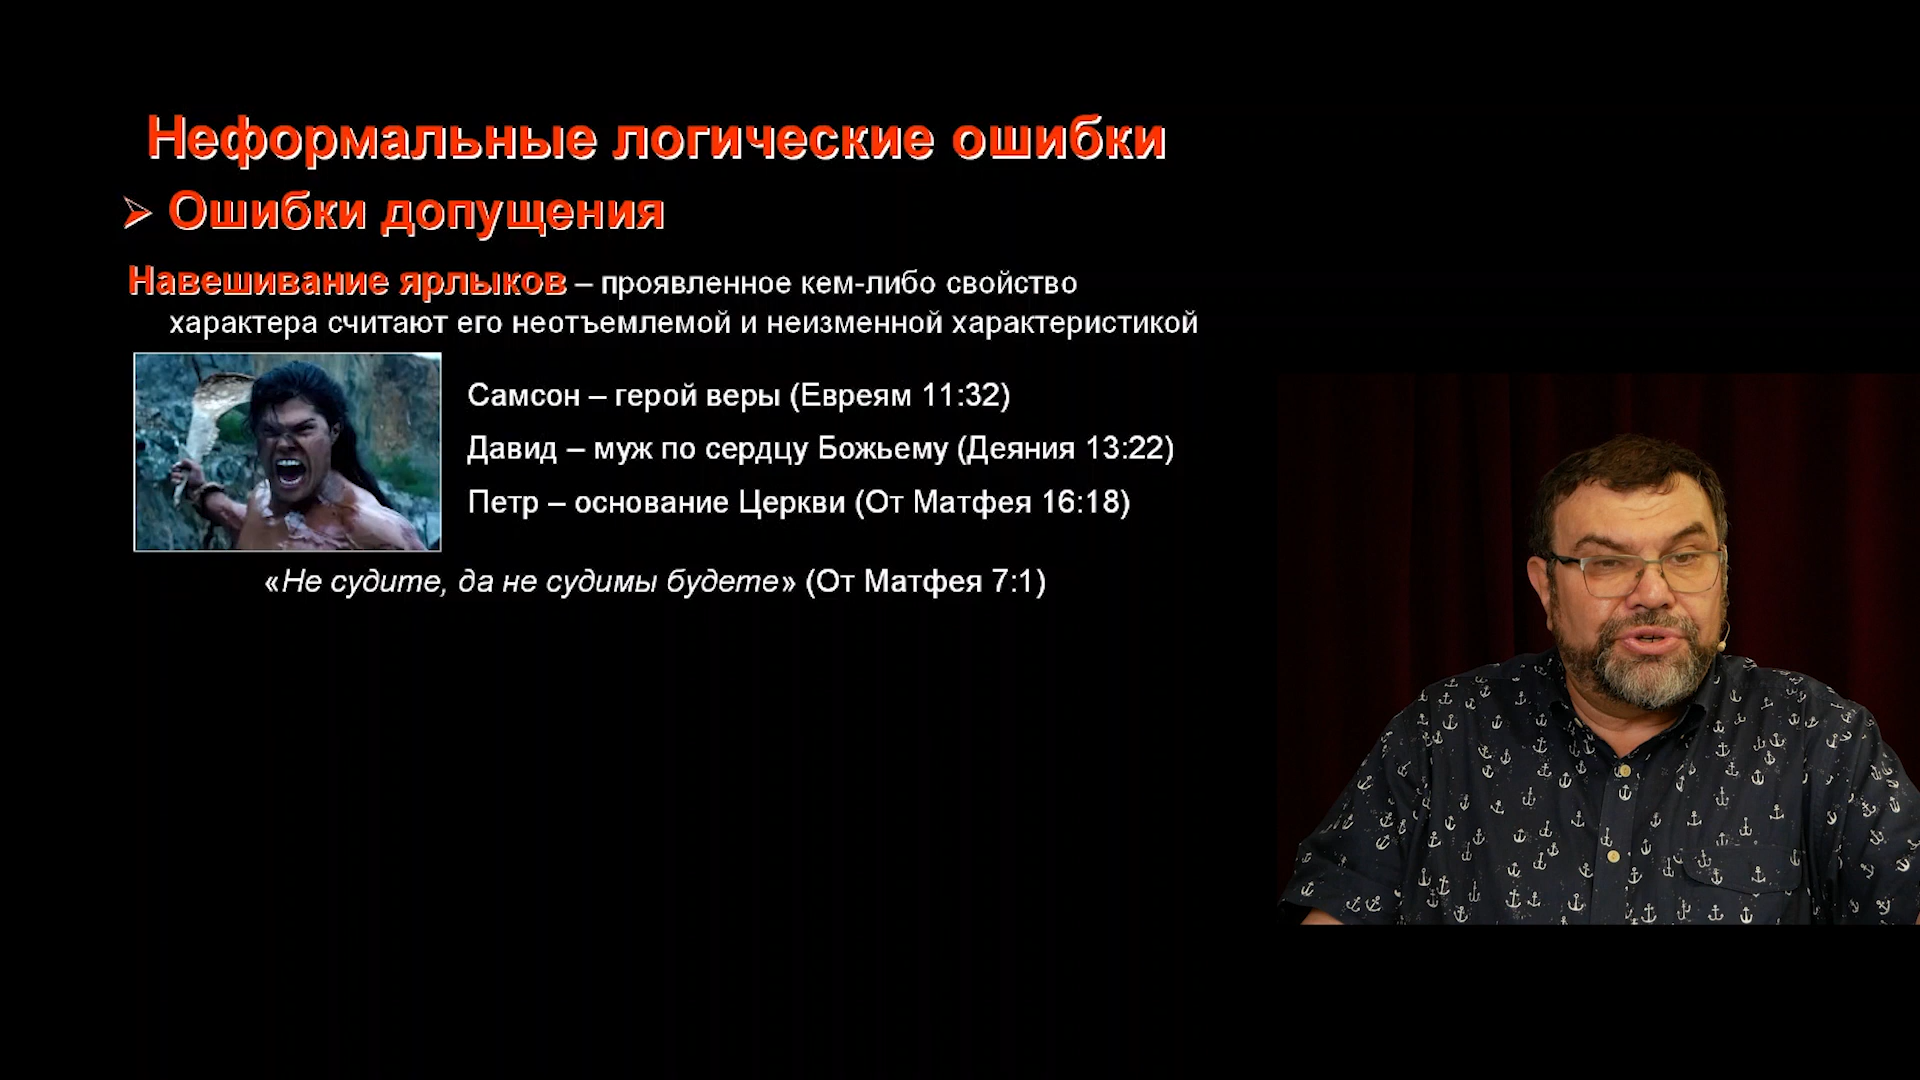 Неформальные логические ошибки
➢ Ошибки допущения
Навешивание ярлыков – проявленное кем-либо свойство
характера считают его неотъемлемой и неизменной характеристикой
Самсон – герой веры (Евреям 11:32)
Давид – муж по сердцу Божьему (Деяния 13:22)
Петр – основание Церкви (От Матфея 16:18)
«Не судите, да не судимы будете» (От Матфея 7:1)